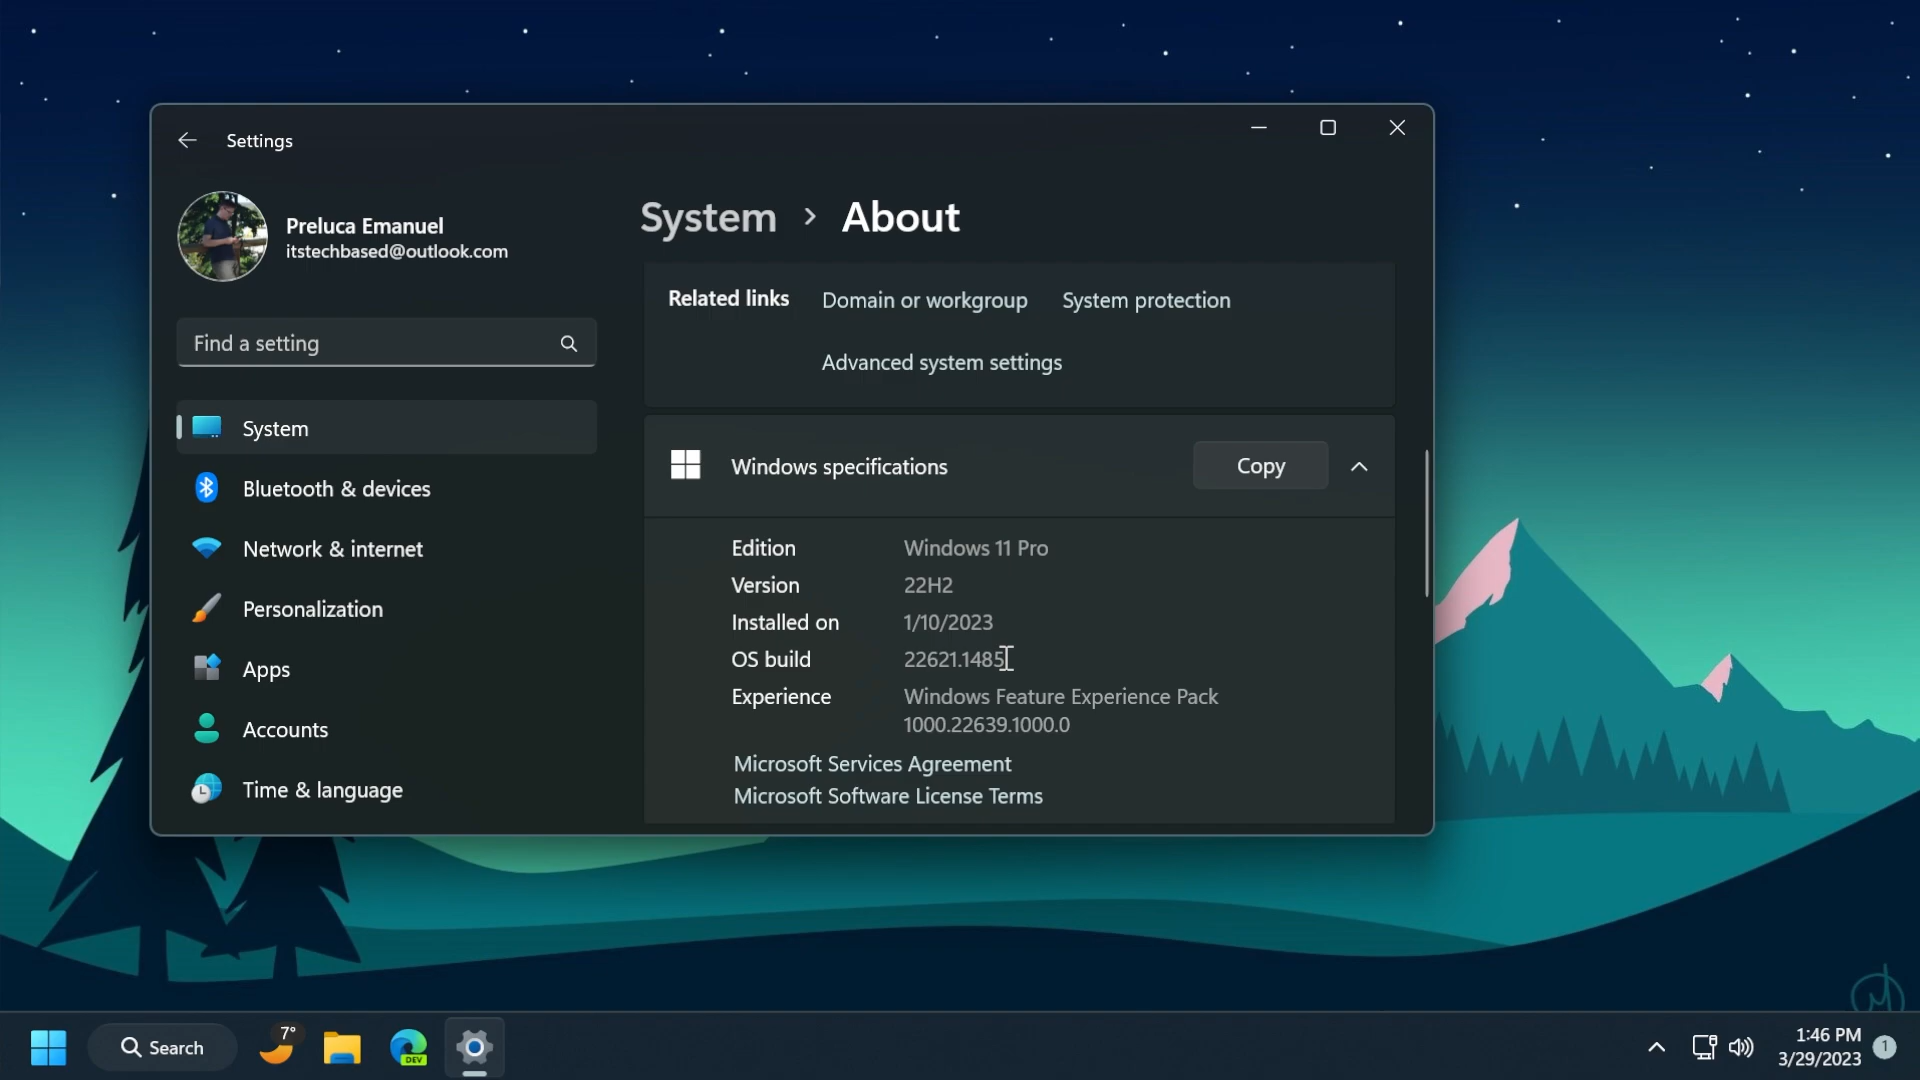 Settings
Preluca Emanuel
itstechbased@outlook.com
Find a setting
System
Bluetooth & devices
Network & internet
Personalization
Apps
Accounts
Time & language
System > About
Related links Domain or workgroup System protection
Advanced system settings
Windows specifications Copy
Edition Windows 11 Pro
Version 22H2
Installed on 1/10/2023
OS build 22621.1485
Experience Windows Feature Experience Pack
1000.22639.1000.0
Microsoft Services Agreement
Microsoft Software License Terms
Search
7°
DEV
1:46 PM
3/29/2023
1